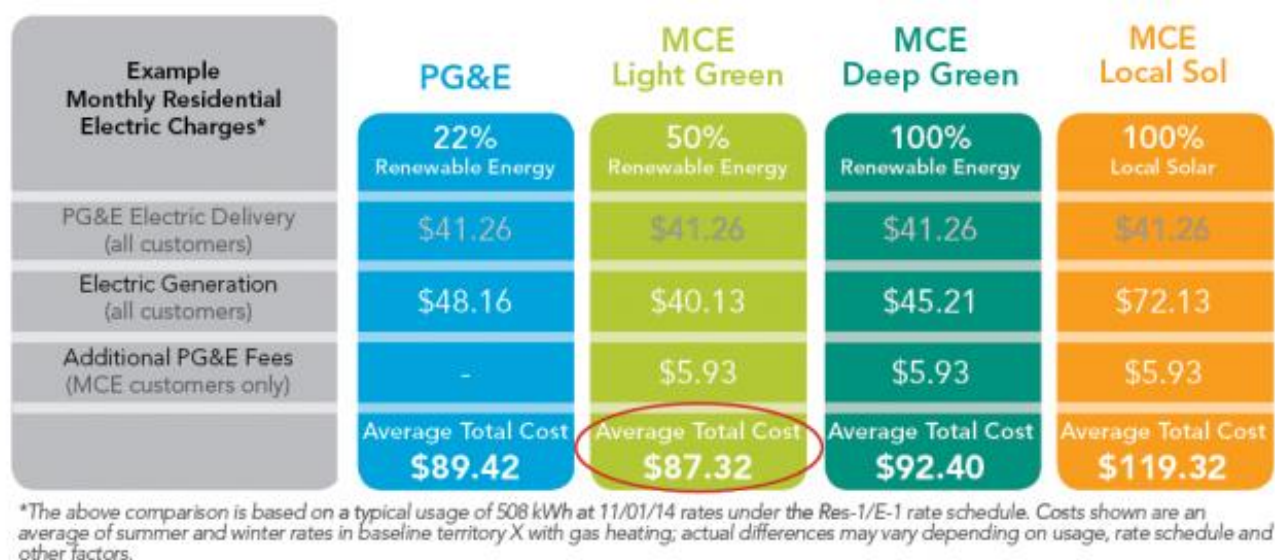 Example
Monthly Residential
Electric Charges*
PG&E
MCE
Light Green
MCE
Deep Green
MCE
Local Sol
22%
Renewable Energy
50%
Renewable Energy
100%
Renewable Energy
100%
Local Solar
PG&E Electric Delivery
(all customers)
$41.26
$41.26
$41.26
$41.26
Electric Generation
(all customers)
$48.16
$40.13
$45.21
$72.13
Additional PG&E Fees
(MCE customers only)
-
$5.93
$5.93
$5.93
Average Total Cost
$89.42
Average Total Cost
$87.32
Average Total Cost
$92.40
Average Total Cost
$119.32
*The above comparison is based on a typical usage of 508 kWh at 11/01/14 rates under the Res-1/E-1 rate schedule. Costs shown are an
average of summer and winter rates in baseline territory X with gas heating; actual differences may vary depending on usage, rate schedule and
other factors.